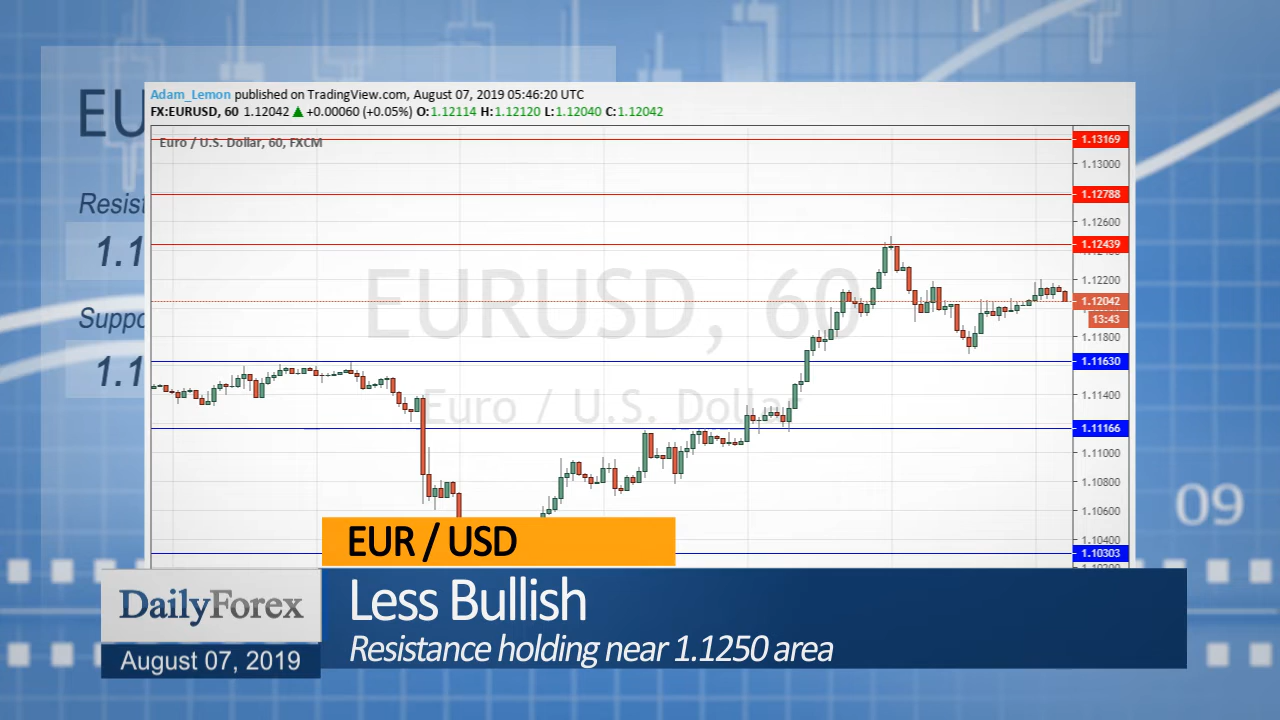 EU
Resist
1.1
Suppo
1.1
Adam_Lemon published on TradingView.com, August 07, 2019 05:46:20 UTC
FX:EURUSD, 60 1.12042 ▲ +0.00060 (+0.05%) O:1.12114 H:1.12120 L:1.12040 C:1.12042
Euro / U.S. Dollar, 60, FXCM
EURUSD, 60
Euro / U.S. Dollar
1.13169
1.13000
1.12788
1.12600
1.12439
1.12200
1.12042
13:43
1.11800
1.11630
1.11400
1.11166
1.11000
1.10800
1.10600
1.10400
1.10303
09
EUR / USD
Less Bullish
Resistance holding near 1.1250 area
DailyForex
August 07, 2019